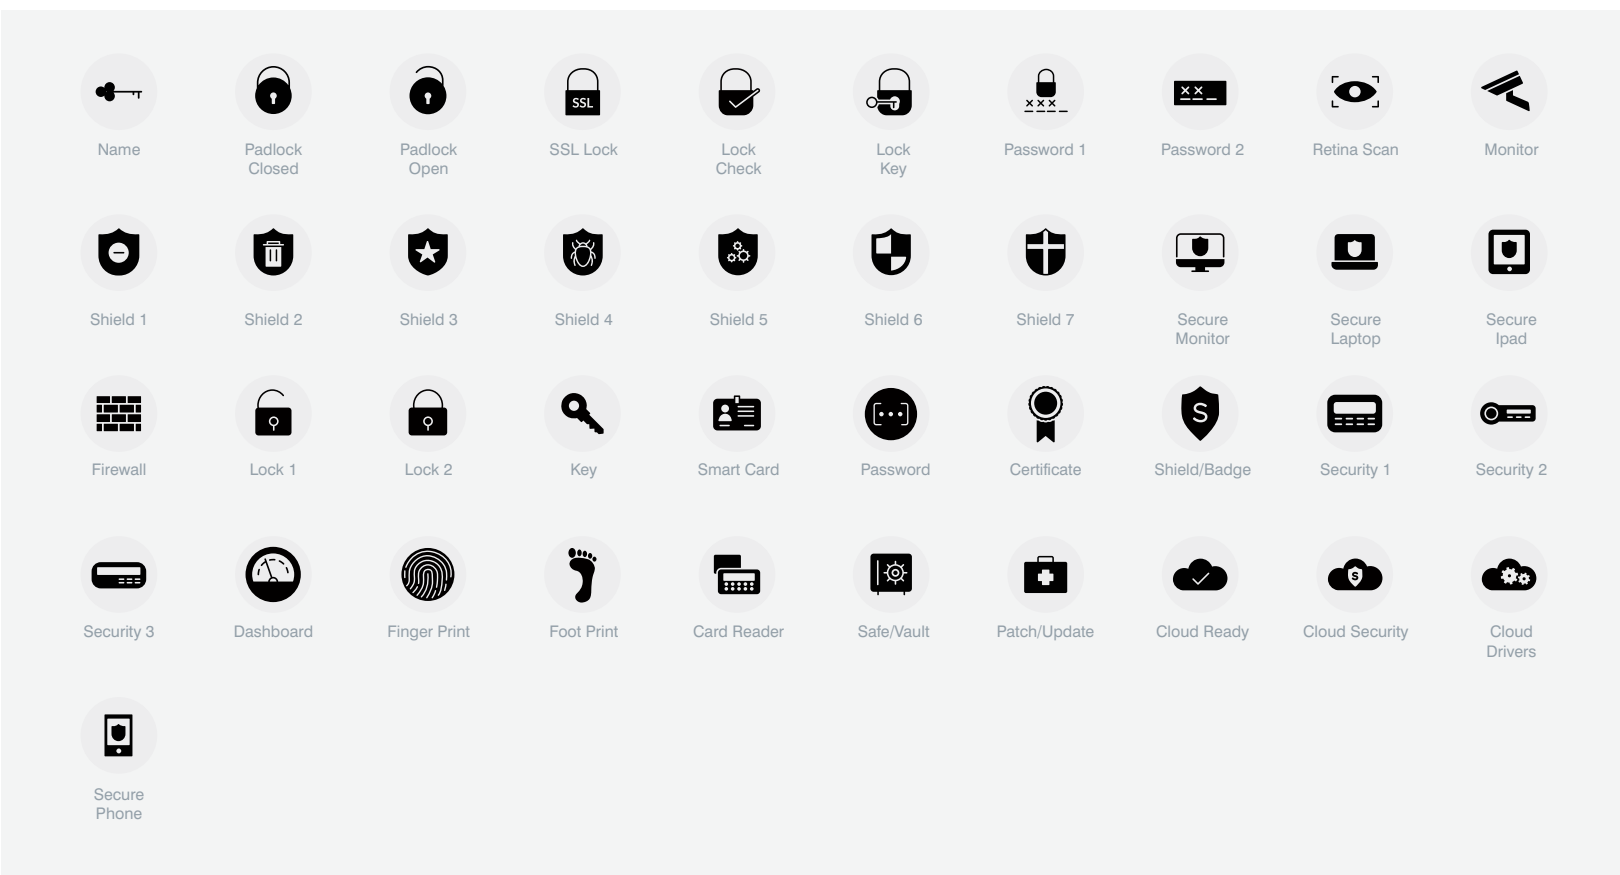 SSL
Name
Padlock
Closed
Padlock
Open
SSL Lock
Lock
Check
Lock
Key
Password 1
Password 2
Retina Scan
Monitor
Shield 1
Shield 2
Shield 3
Shield 4
Shield 5
Shield 6
Shield 7
Secure
Monitor
Secure
Laptop
Secure
Ipad
S
Firewall
Lock 1
Lock 2
Key
Smart Card
Password
Certificate
Shield/Badge
Security 1
Security 2
S
Security 3
Dashboard
Finger Print
Foot Print
Card Reader
Safe/Vault
Patch/Update
Cloud Ready
Cloud Security
Cloud
Drivers
Secure
Phone